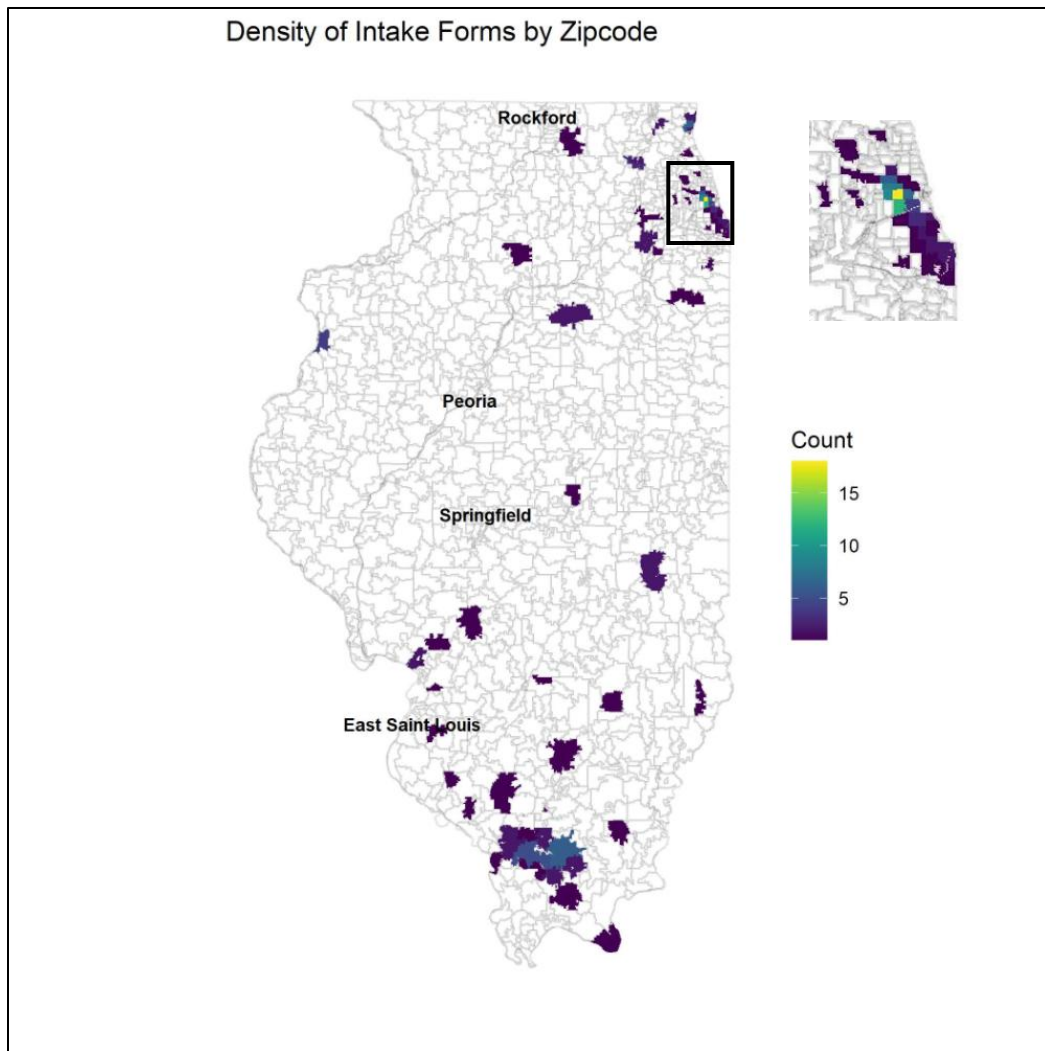 Density of Intake Forms by Zipcode
Rockford
Peoria
Springfield
East Saint Louis
Count
15
10
5